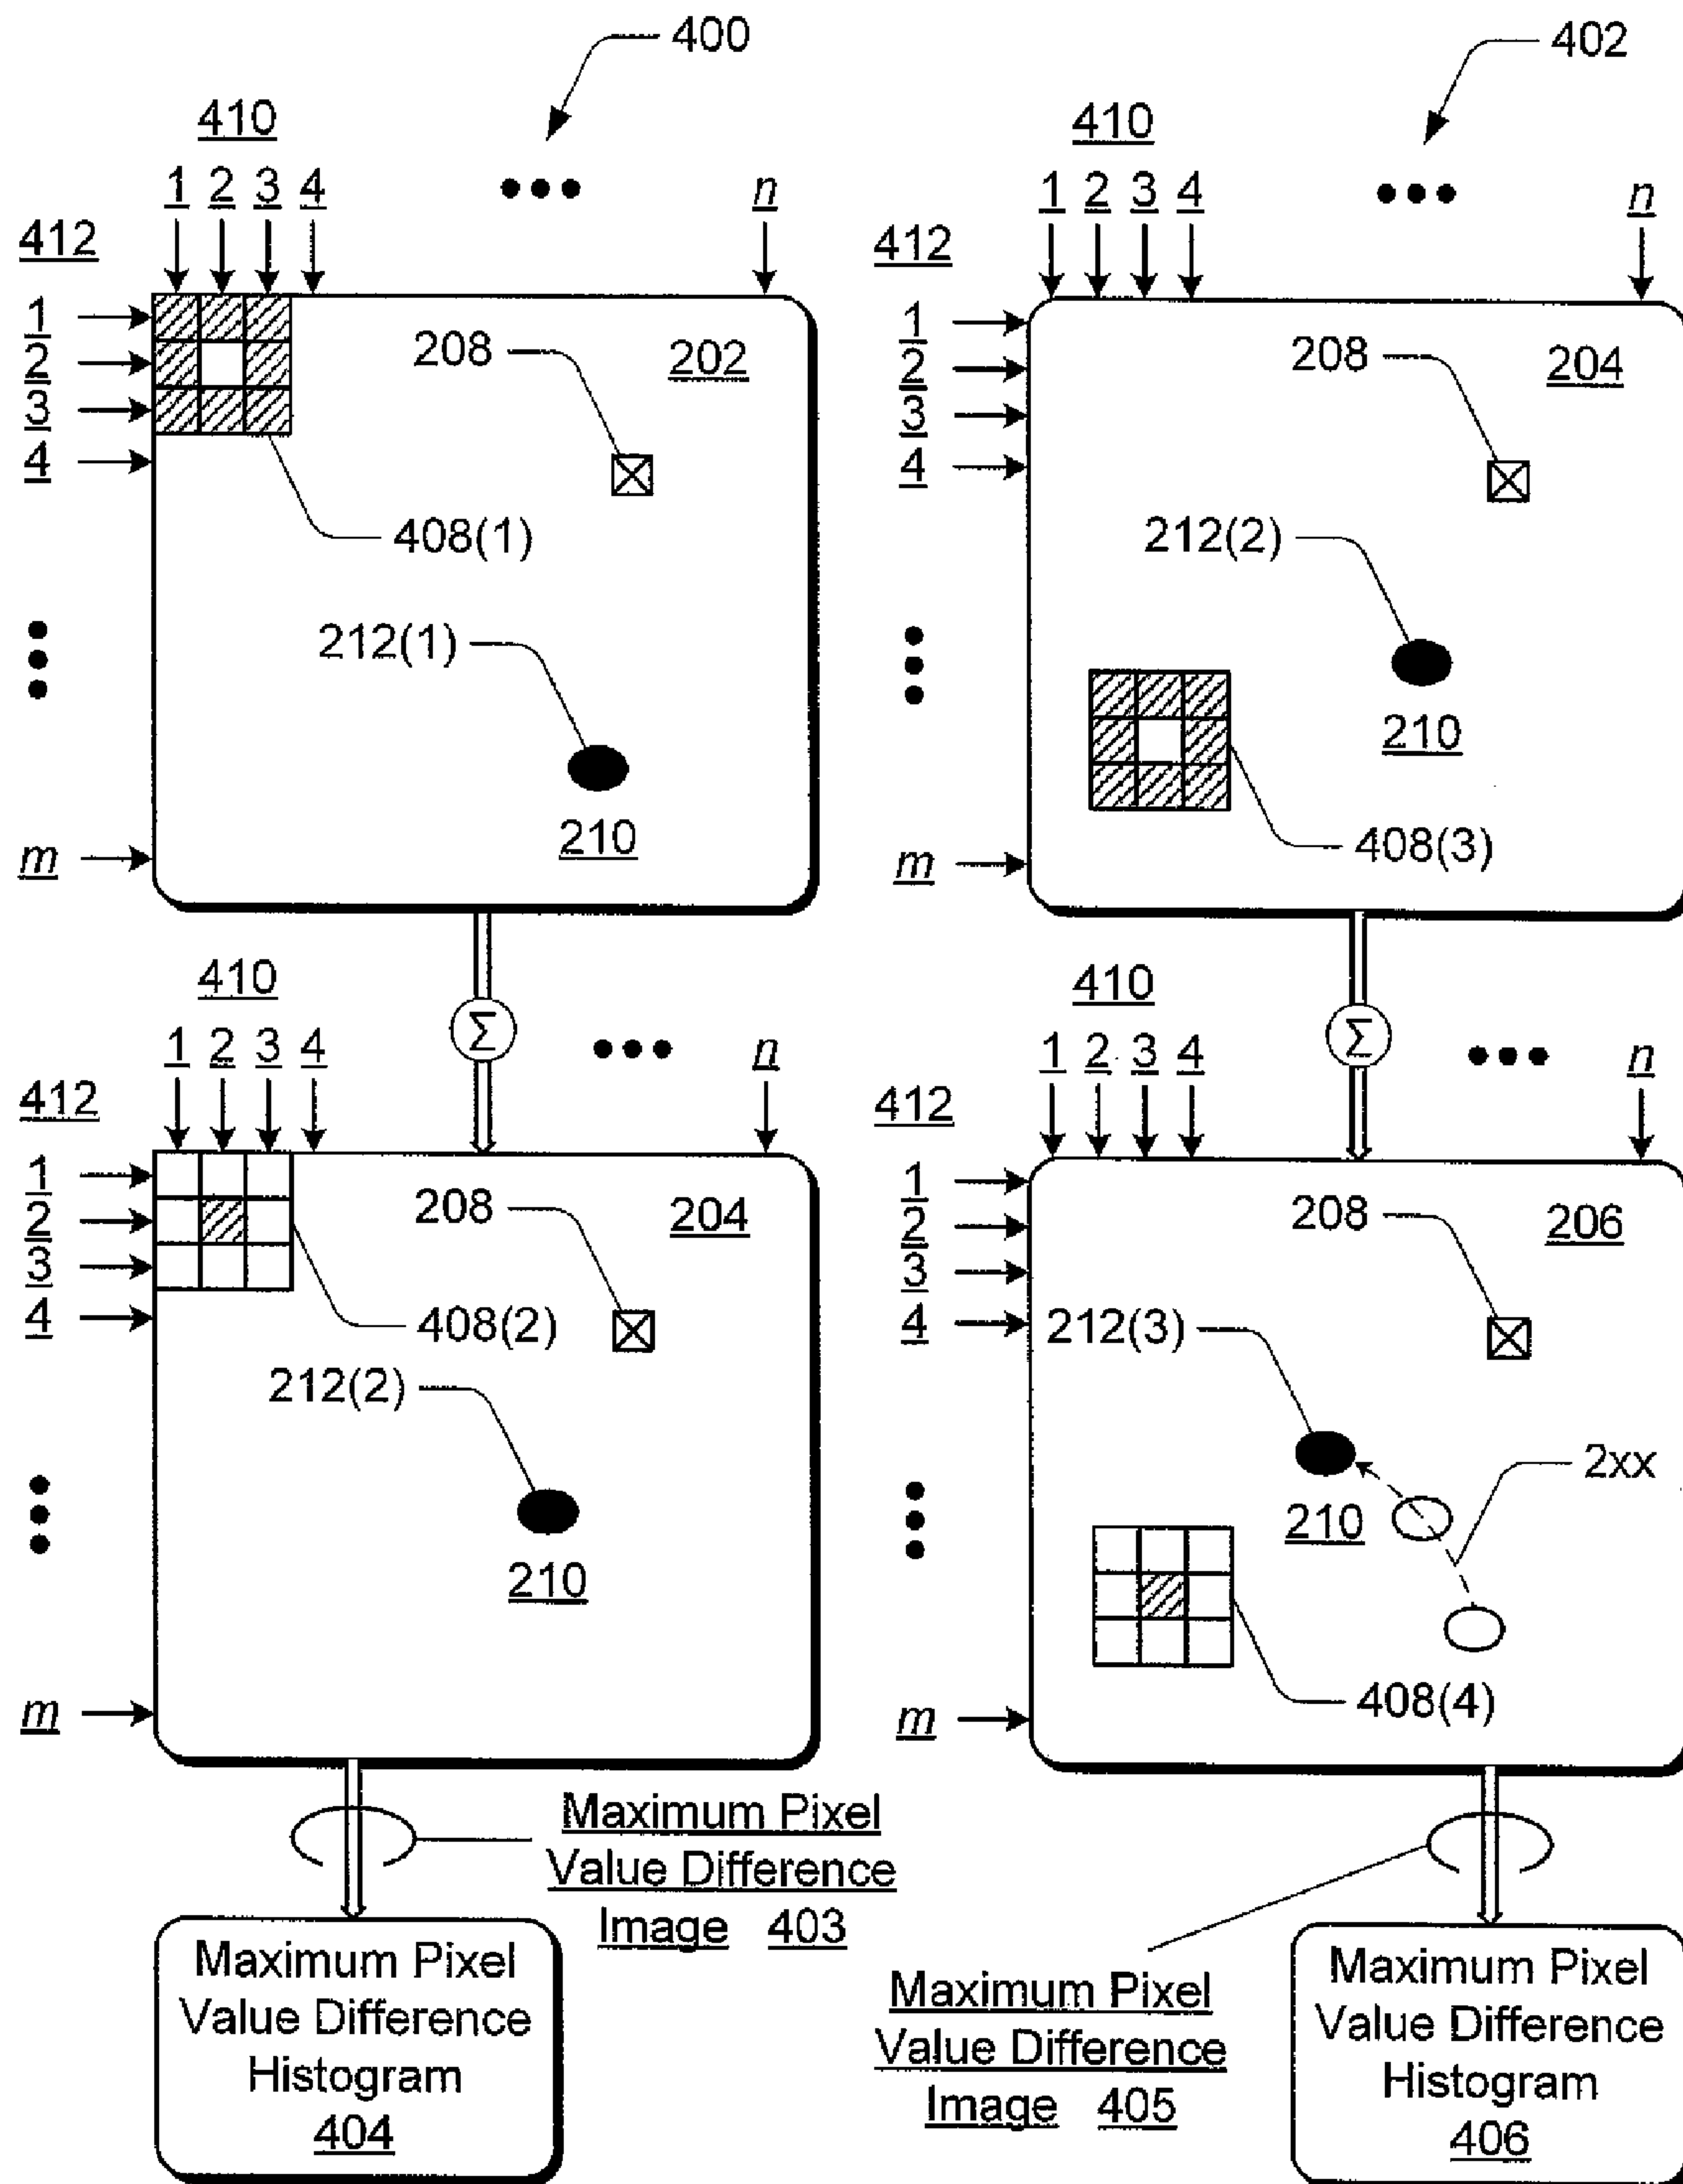 400
402
410
410
1 2 3 4 n
1 2 3 4 n
412
412
1
2
3
4
m
208
202
408(1)
212(1)
210
1
2
3
4
m
208
204
212(2)
210
408(3)
410
Σ
410
Σ
1 2 3 4 n
1 2 3 4 n
412
412
1
2
3
4
m
208
204
408(2)
212(2)
210
1
2
3
4
m
208
206
212(3)
2xx
210
408(4)
Maximum Pixel
Value Difference
Image 403
Maximum Pixel
Value Difference
Histogram
404
Maximum Pixel
Value Difference
Image 405
Maximum Pixel
Value Difference
Histogram
406